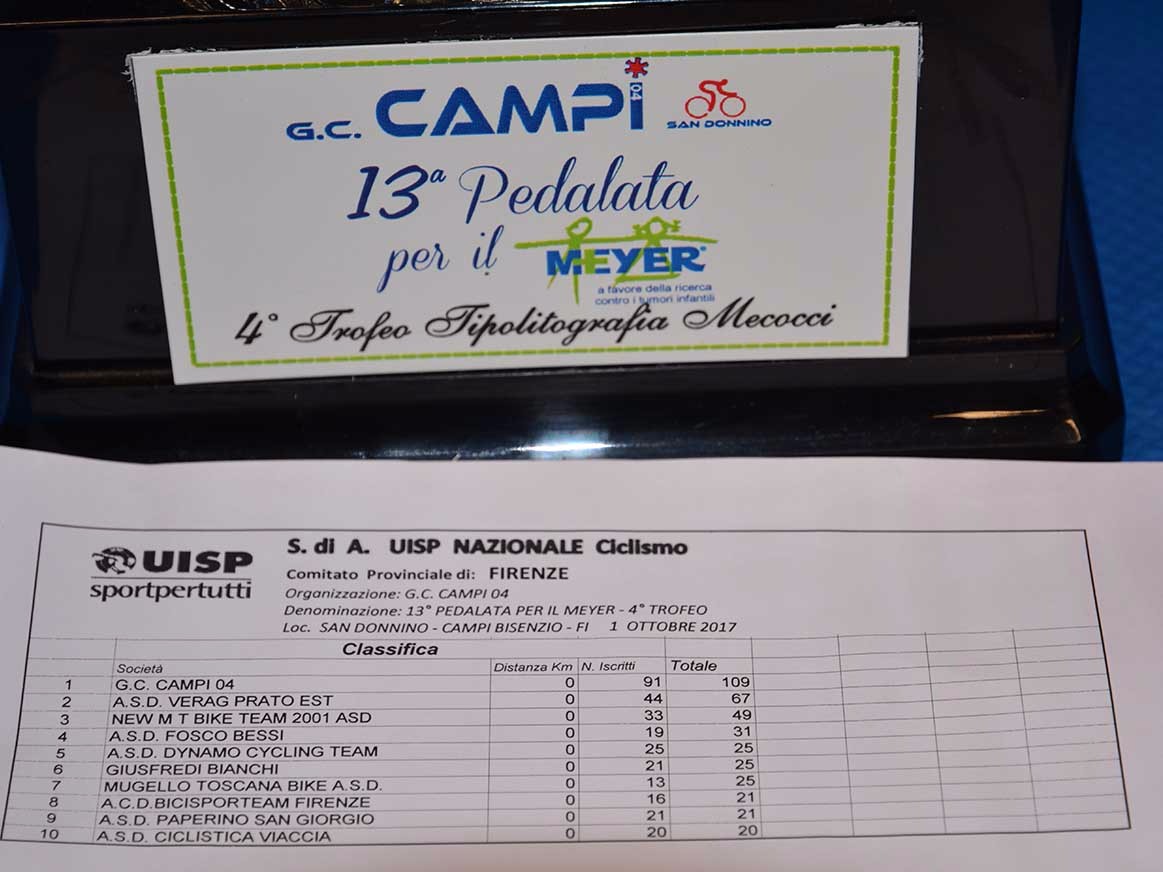 G.C. CAMPi 04 SAN DONNINO
13ª Pedalata
per il MEYER®
a favore della ricerca
contro i tumori infantili
4° Trofeo Tipolitografia Mecocci
UISP
sportpertutti
S. di A. UISP NAZIONALE Ciclismo
Comitato Provinciale di: FIRENZE
Organizzazione: G.C. CAMPI 04
Denominazione: 13° PEDALATA PER IL MEYER - 4° TROFEO
Loc. SAN DONNINO - CAMPI BISENZIO - FI 1 OTTOBRE 2017
Classifica
Società Distanza Km N. Iscritti Totale
1 G.C. CAMPI 04 0 91 109
2 A.S.D. VERAG PRATO EST 0 44 67
3 NEW M T BIKE TEAM 2001 ASD 0 33 49
4 A.S.D. FOSCO BESSI 0 19 31
5 A.S.D. DYNAMO CYCLING TEAM 0 25 25
6 GIUSFREDI BIANCHI 0 21 25
7 MUGELLO TOSCANA BIKE A.S.D. 0 13 25
8 A.C.D.BICISPORTEAM FIRENZE 0 16 21
9 A.S.D. PAPERINO SAN GIORGIO 0 21 21
10 A.S.D. CICLISTICA VIACCIA 0 20 20